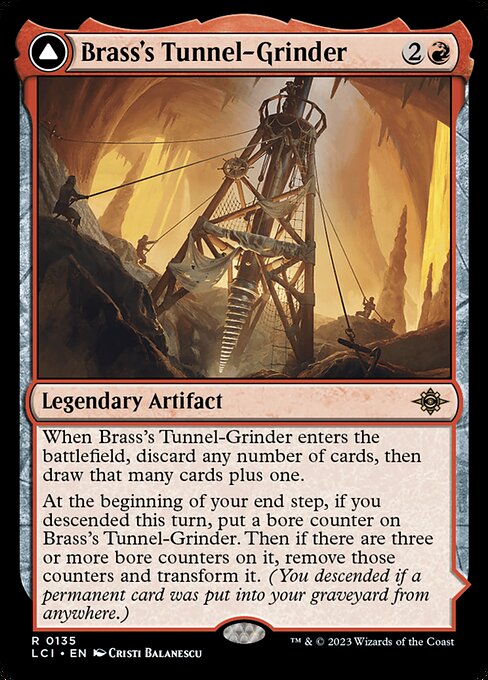 Brass's Tunnel-Grinder 2
Legendary Artifact
When Brass's Tunnel-Grinder enters the
battlefield, discard any number of cards, then
draw that many cards plus one.
At the beginning of your end step, if you
descended this turn, put a bore counter on
Brass's Tunnel-Grinder. Then if there are three
or more bore counters on it, remove those
counters and transform it. (You descended if a
permanent card was put into your graveyard from
anywhere.)
R 0135 ™ & © 2023 Wizards of the Coast
LCI • EN Cristi Balanescu